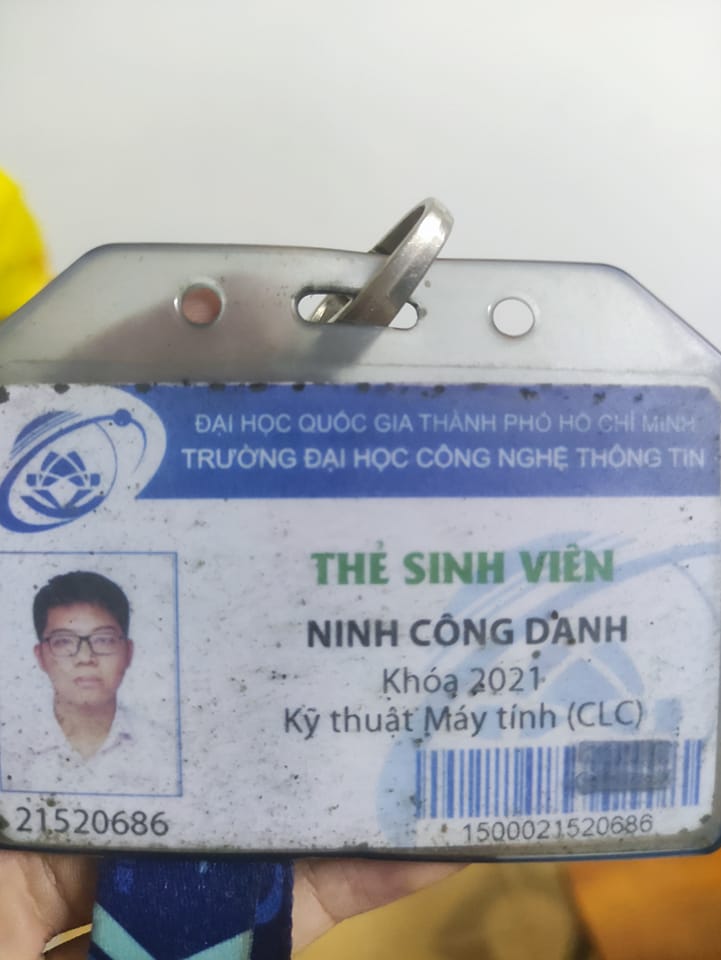 ĐẠI HỌC QUỐC GIA THÀNH PHỐ HỒ CHÍ MINH
TRƯỜNG ĐẠI HỌC CÔNG NGHỆ THÔNG TIN
THẺ SINH VIÊN
NINH CÔNG DANH
Khóa 2021
Kỹ thuật Máy tính (CLC)
1500021520686
21520686